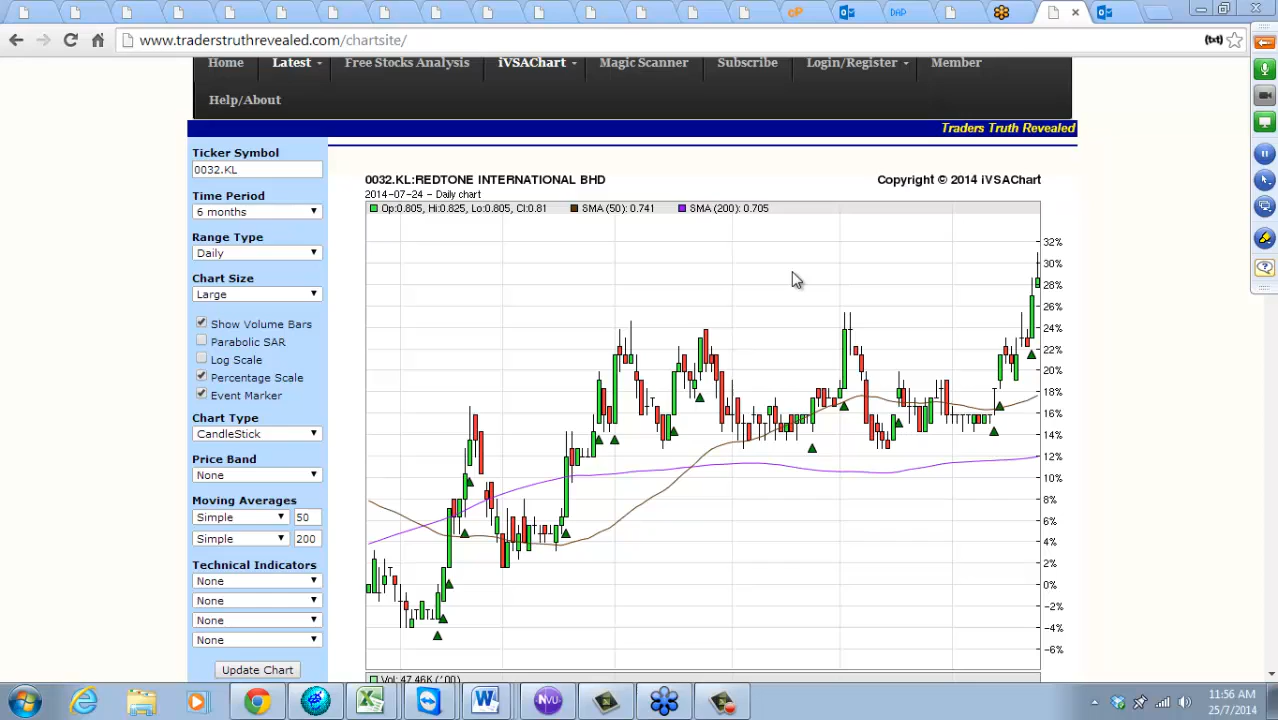 OP
DAP
www.traderstruthrevealed.com/chartsite/
(txt)
Home Latest Free Stocks Analysis iVSAChart Magic Scanner Subscribe Login/Register Member
Help/About
Traders Truth Revealed
Ticker Symbol
0032.KL
Time Period
6 months
Range Type
Daily
Chart Size
Large
Show Volume Bars
Parabolic SAR
Log Scale
Percentage Scale
Event Marker
Chart Type
CandleStick
Price Band
None
Moving Averages
Simple 50
Simple 200
Technical Indicators
None
None
None
None
Update Chart
0032.KL:REDTONE INTERNATIONAL BHD Copyright © 2014 iVSAChart
2014-07-24 - Daily chart
Op:0.805, Hi:0.825, Lo:0.805, Cl:0.81 SMA (50): 0.741 SMA (200): 0.705
32%
30%
28%
26%
24%
22%
20%
18%
16%
14%
12%
10%
8%
6%
4%
2%
0%
-2%
-4%
-6%
Vol: 47.46K ('00)
11:56 AM
25/7/2014